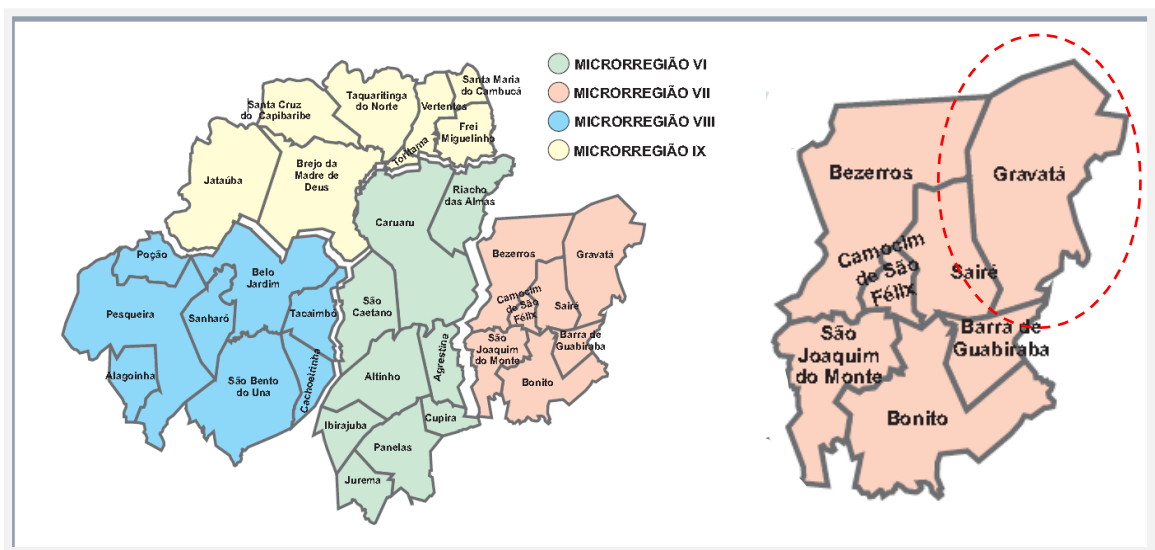 MICRORREGIÃO VI
MICRORREGIÃO VII
MICRORREGIÃO VIII
MICRORREGIÃO IX
Santa Maria
do Cambucá
Taquaritinga
do Norte
Vertentes
Santa Cruz
do Capibaribe
Frei
Miguelinho
Toritama
Brejo da
Madre de
Deus
Jataúba
Riacho
das Almas
Caruaru
Poção
Belo
Jardim
Bezerros
Gravatá
Pesqueira
Sanharó
Tacaimbó
São
Caetano
Camocim
de São
Félix
Sairé
São
Joaquim
do Monte
Barra de
Guabiraba
Agrestina
Alagoinha
São Bento
do Una
Cachoeirinha
Altinho
Bonito
Ibirajuba
Cupira
Panelas
Jurema
Bezerros
Gravatá
Camocim
de São
Félix
Sairé
São
Joaquim
do Monte
Barra de
Guabiraba
Bonito